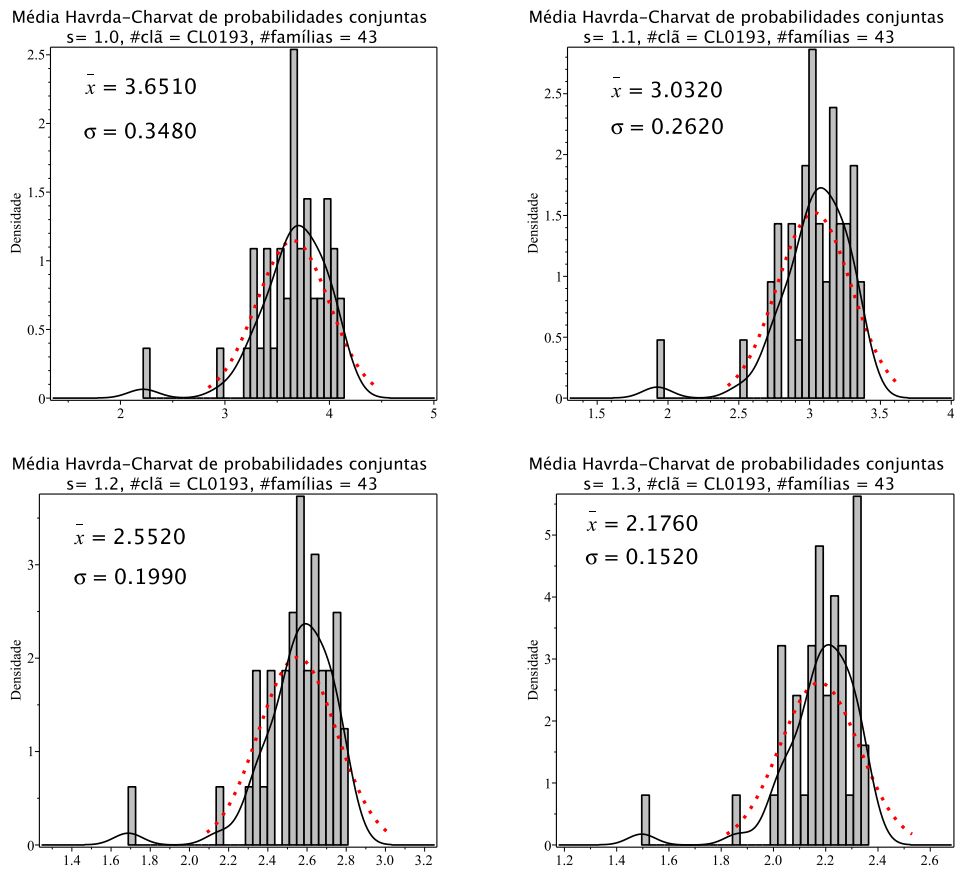 Média Havrda-Charvat de probabilidades conjuntas
s= 1.0, #clã = CL0193, #famílias = 43
x̄ = 3.6510
σ = 0.3480
Densidade
2.5
2
1.5
1
0.5
0
2 3 4 5
Média Havrda-Charvat de probabilidades conjuntas
s= 1.1, #clã = CL0193, #famílias = 43
x̄ = 3.0320
σ = 0.2620
Densidade
2.5
2
1.5
1
0.5
0
1.5 2 2.5 3 3.5 4
Média Havrda-Charvat de probabilidades conjuntas
s= 1.2, #clã = CL0193, #famílias = 43
x̄ = 2.5520
σ = 0.1990
Densidade
3
2
1
0
1.4 1.6 1.8 2.0 2.2 2.4 2.6 2.8 3.0 3.2
Média Havrda-Charvat de probabilidades conjuntas
s= 1.3, #clã = CL0193, #famílias = 43
x̄ = 2.1760
σ = 0.1520
Densidade
5
4
3
2
1
0
1.2 1.4 1.6 1.8 2.0 2.2 2.4 2.6